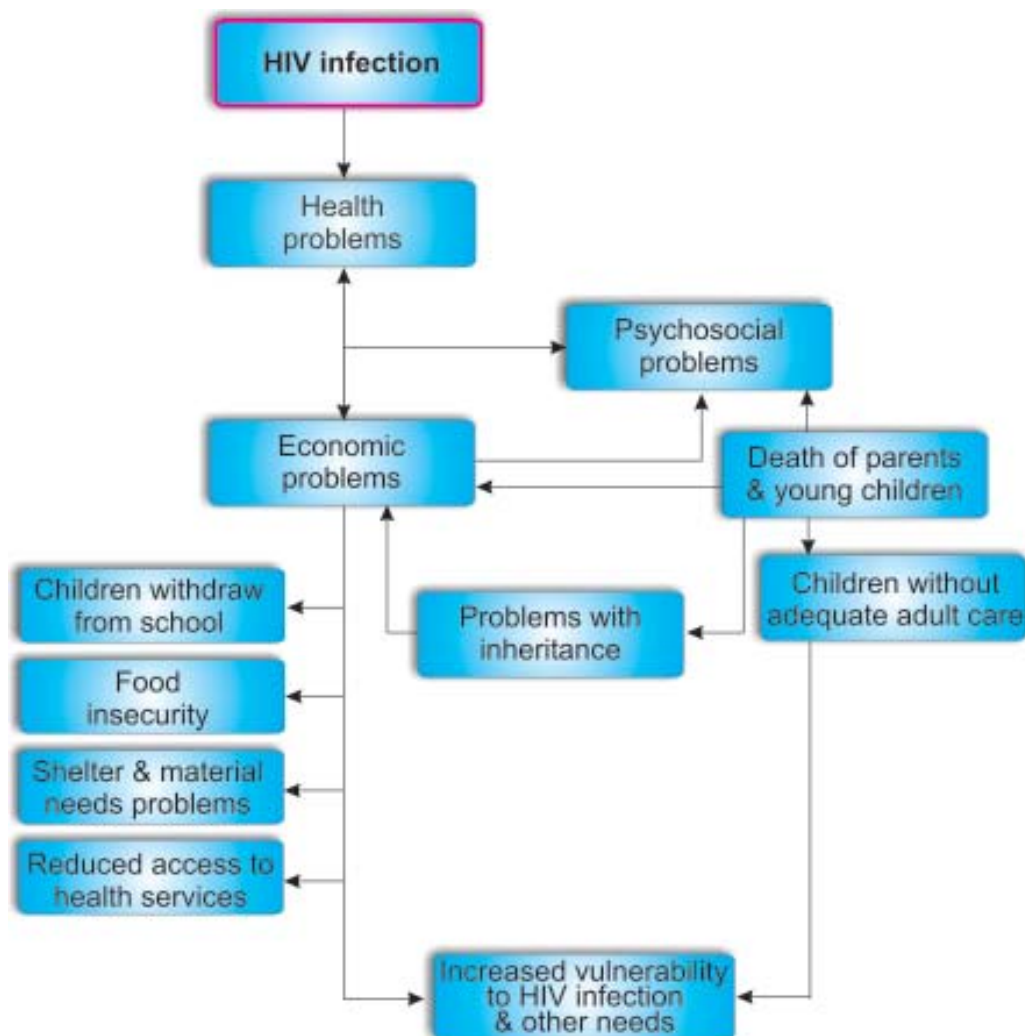 HIV infection
Health
problems
Psychosocial
problems
Economic
problems
Death of parents
& young children
Children withdraw
from school
Problems with
inheritance
Children without
adequate adult care
Food
insecurity
Shelter & material
needs problems
Reduced access to
health services
Increased vulnerability
to HIV infection
& other needs